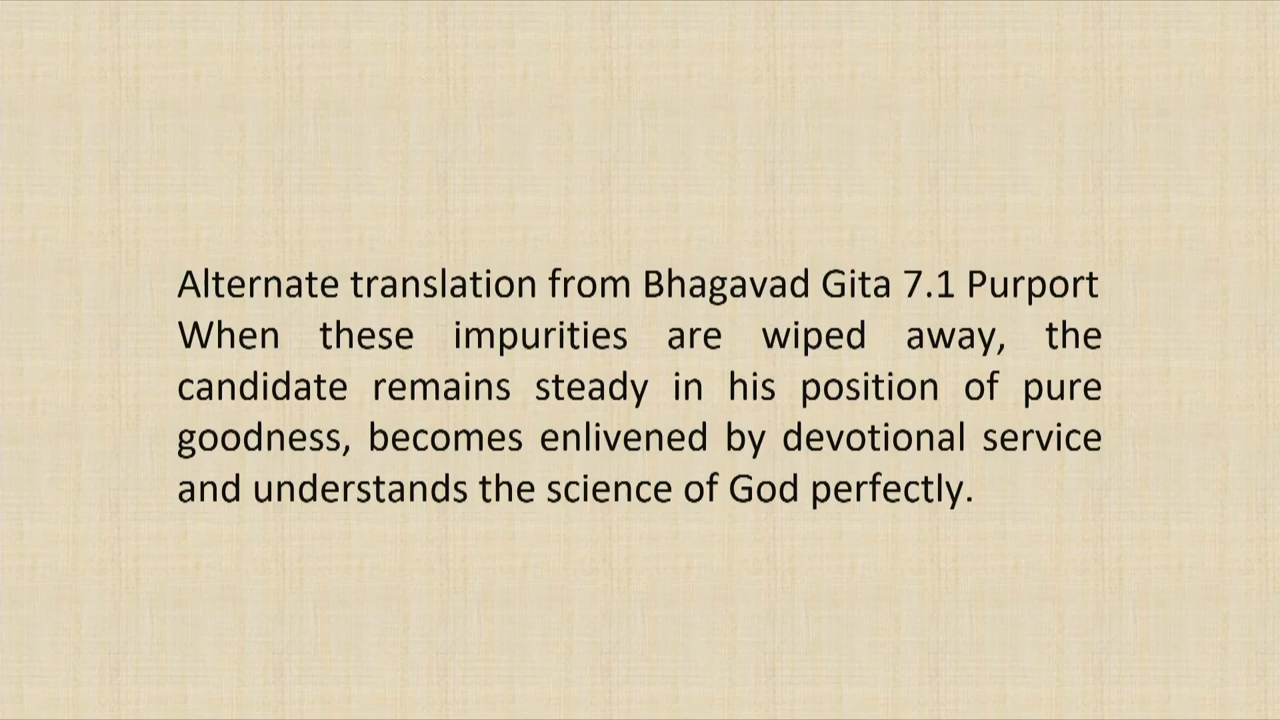 Alternate translation from Bhagavad Gita 7.1 Purport
When these impurities are wiped away, the
candidate remains steady in his position of pure
goodness, becomes enlivened by devotional service
and understands the science of God perfectly.